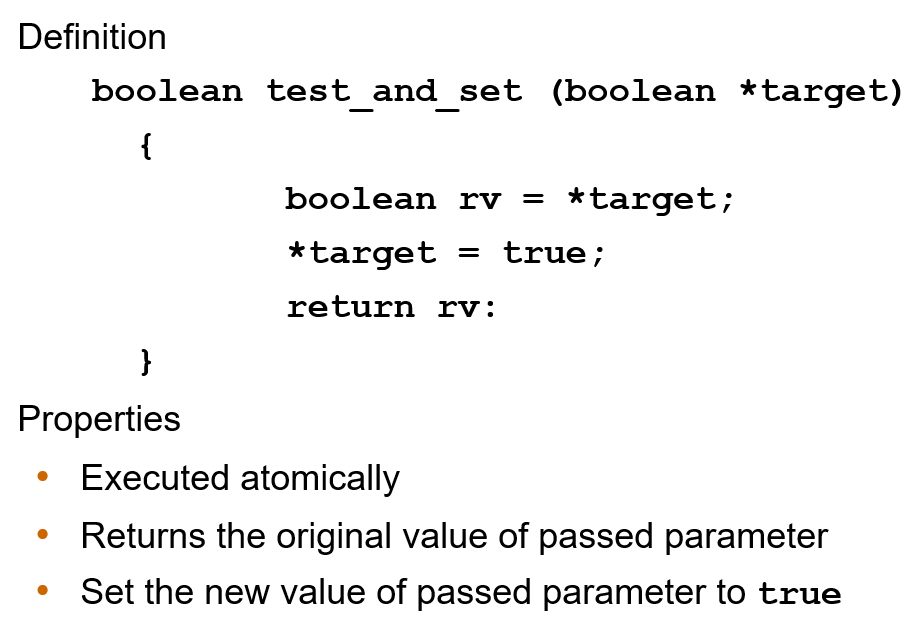 Definition
boolean test_and_set (boolean *target)
{
boolean rv = *target;
*target = true;
return rv:
}
Properties
• Executed atomically
• Returns the original value of passed parameter
• Set the new value of passed parameter to true